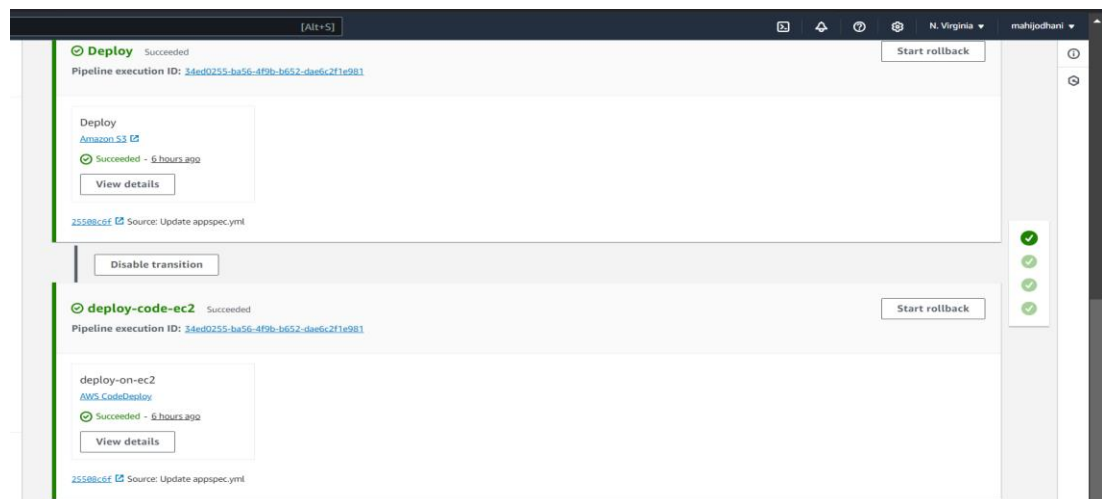 [Alt+S] N. Virginia mahijodhani
Deploy Succeeded Start rollback
Pipeline execution ID: 34ed0255-ba56-4f9b-b652-dae6c2f1e981
Deploy
Amazon S3
Succeeded - 6 hours ago
View details
25508c6f Source: Update appspec.yml
Disable transition
deploy-code-ec2 Succeeded Start rollback
Pipeline execution ID: 34ed0255-ba56-4f9b-b652-dae6c2f1e981
deploy-on-ec2
AWS CodeDeploy
Succeeded - 6 hours ago
View details
25508c6f Source: Update appspec.yml